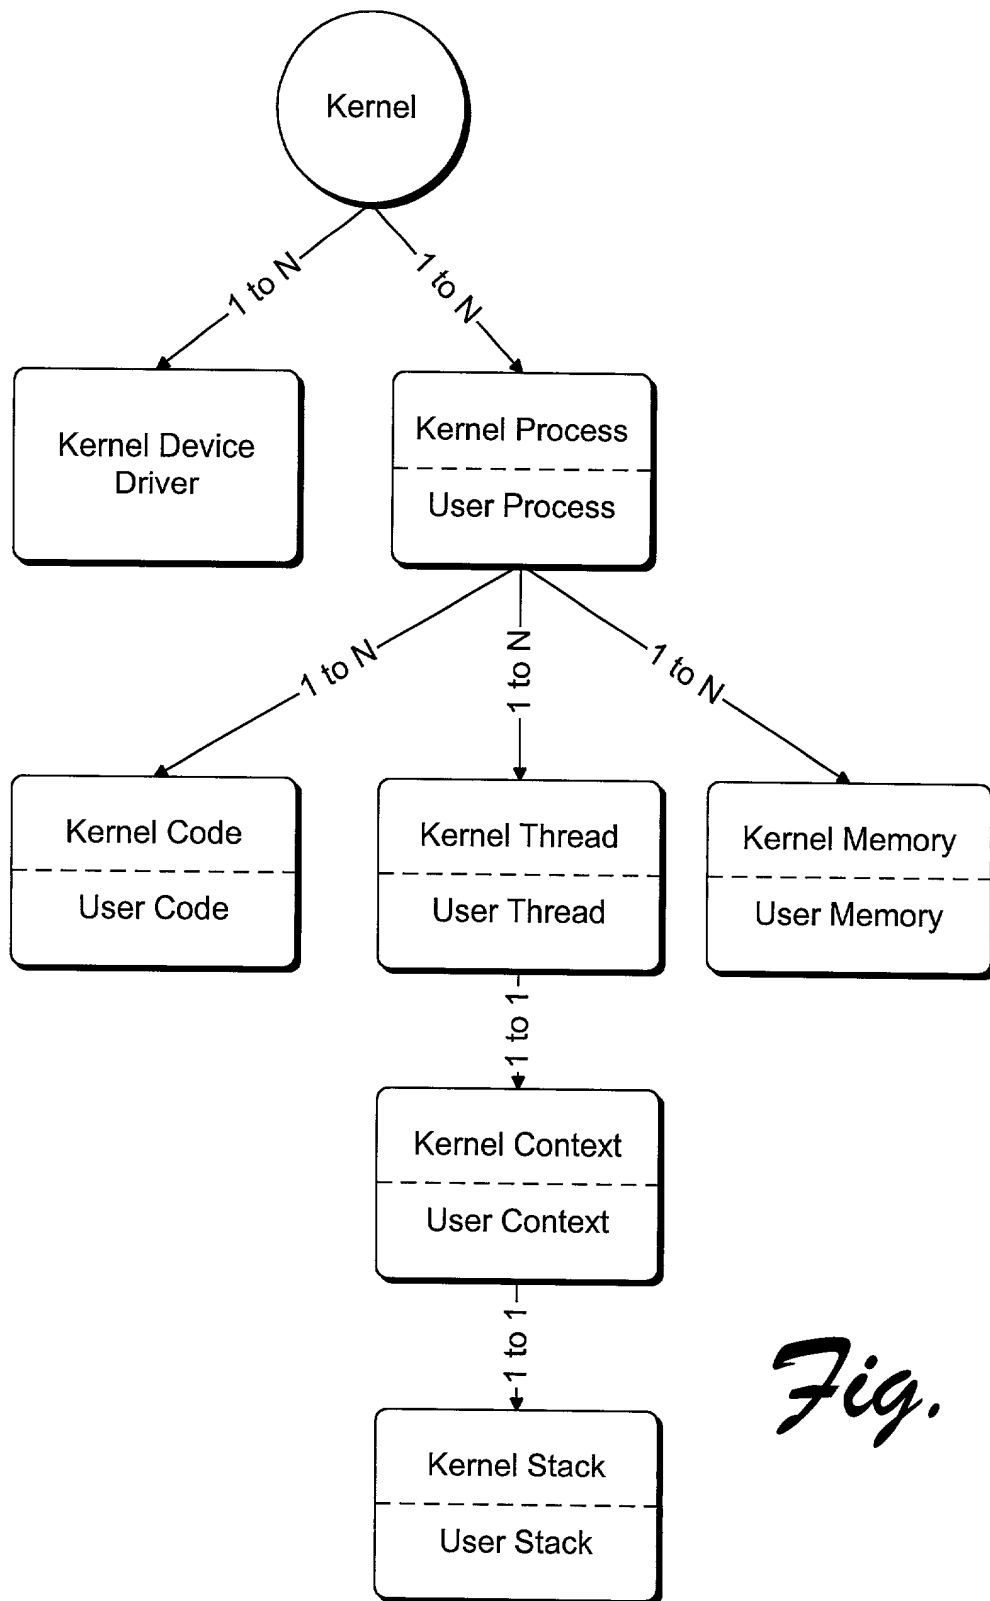 Kernel
1 to N
1 to N
Kernel Device
Driver
Kernel Process
User Process
1 to N
1 to N
1 to N
Kernel Code
User Code
Kernel Thread
User Thread
Kernel Memory
User Memory
1 to 1
Kernel Context
User Context
1 to 1
Kernel Stack
User Stack
Fig.